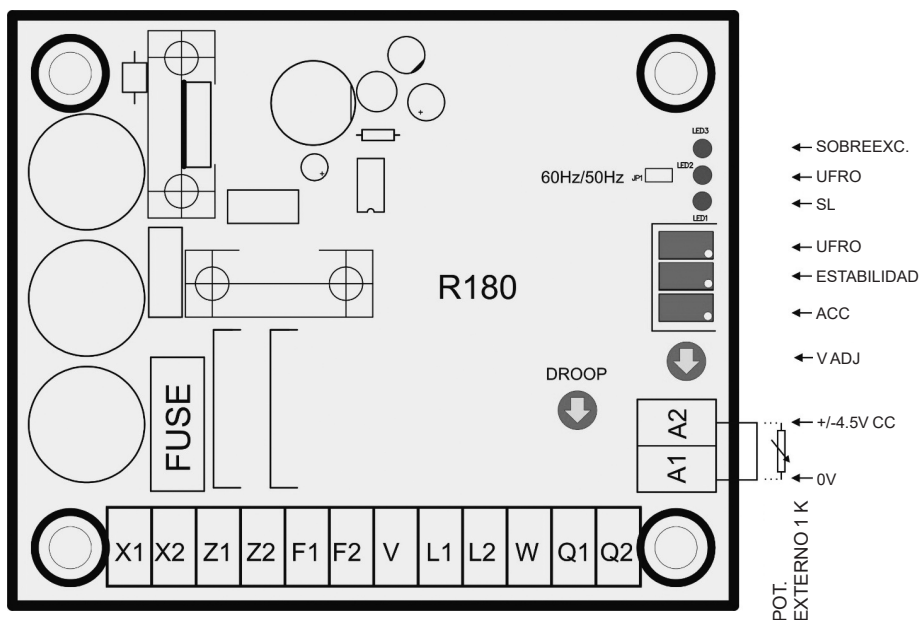 LED3
SOBREEXC.
60Hz/50Hz
JP1
LED2
UFRO
SL
LED1
UFRO
ESTABILIDAD
R180
ACC
V ADJ
DROOP
FUSE
A2
+/-4.5V CC
A1
0V
X1 X2 Z1 Z2 F1 F2 V L1 L2 W Q1 Q2
POT.
EXTERNO 1 K